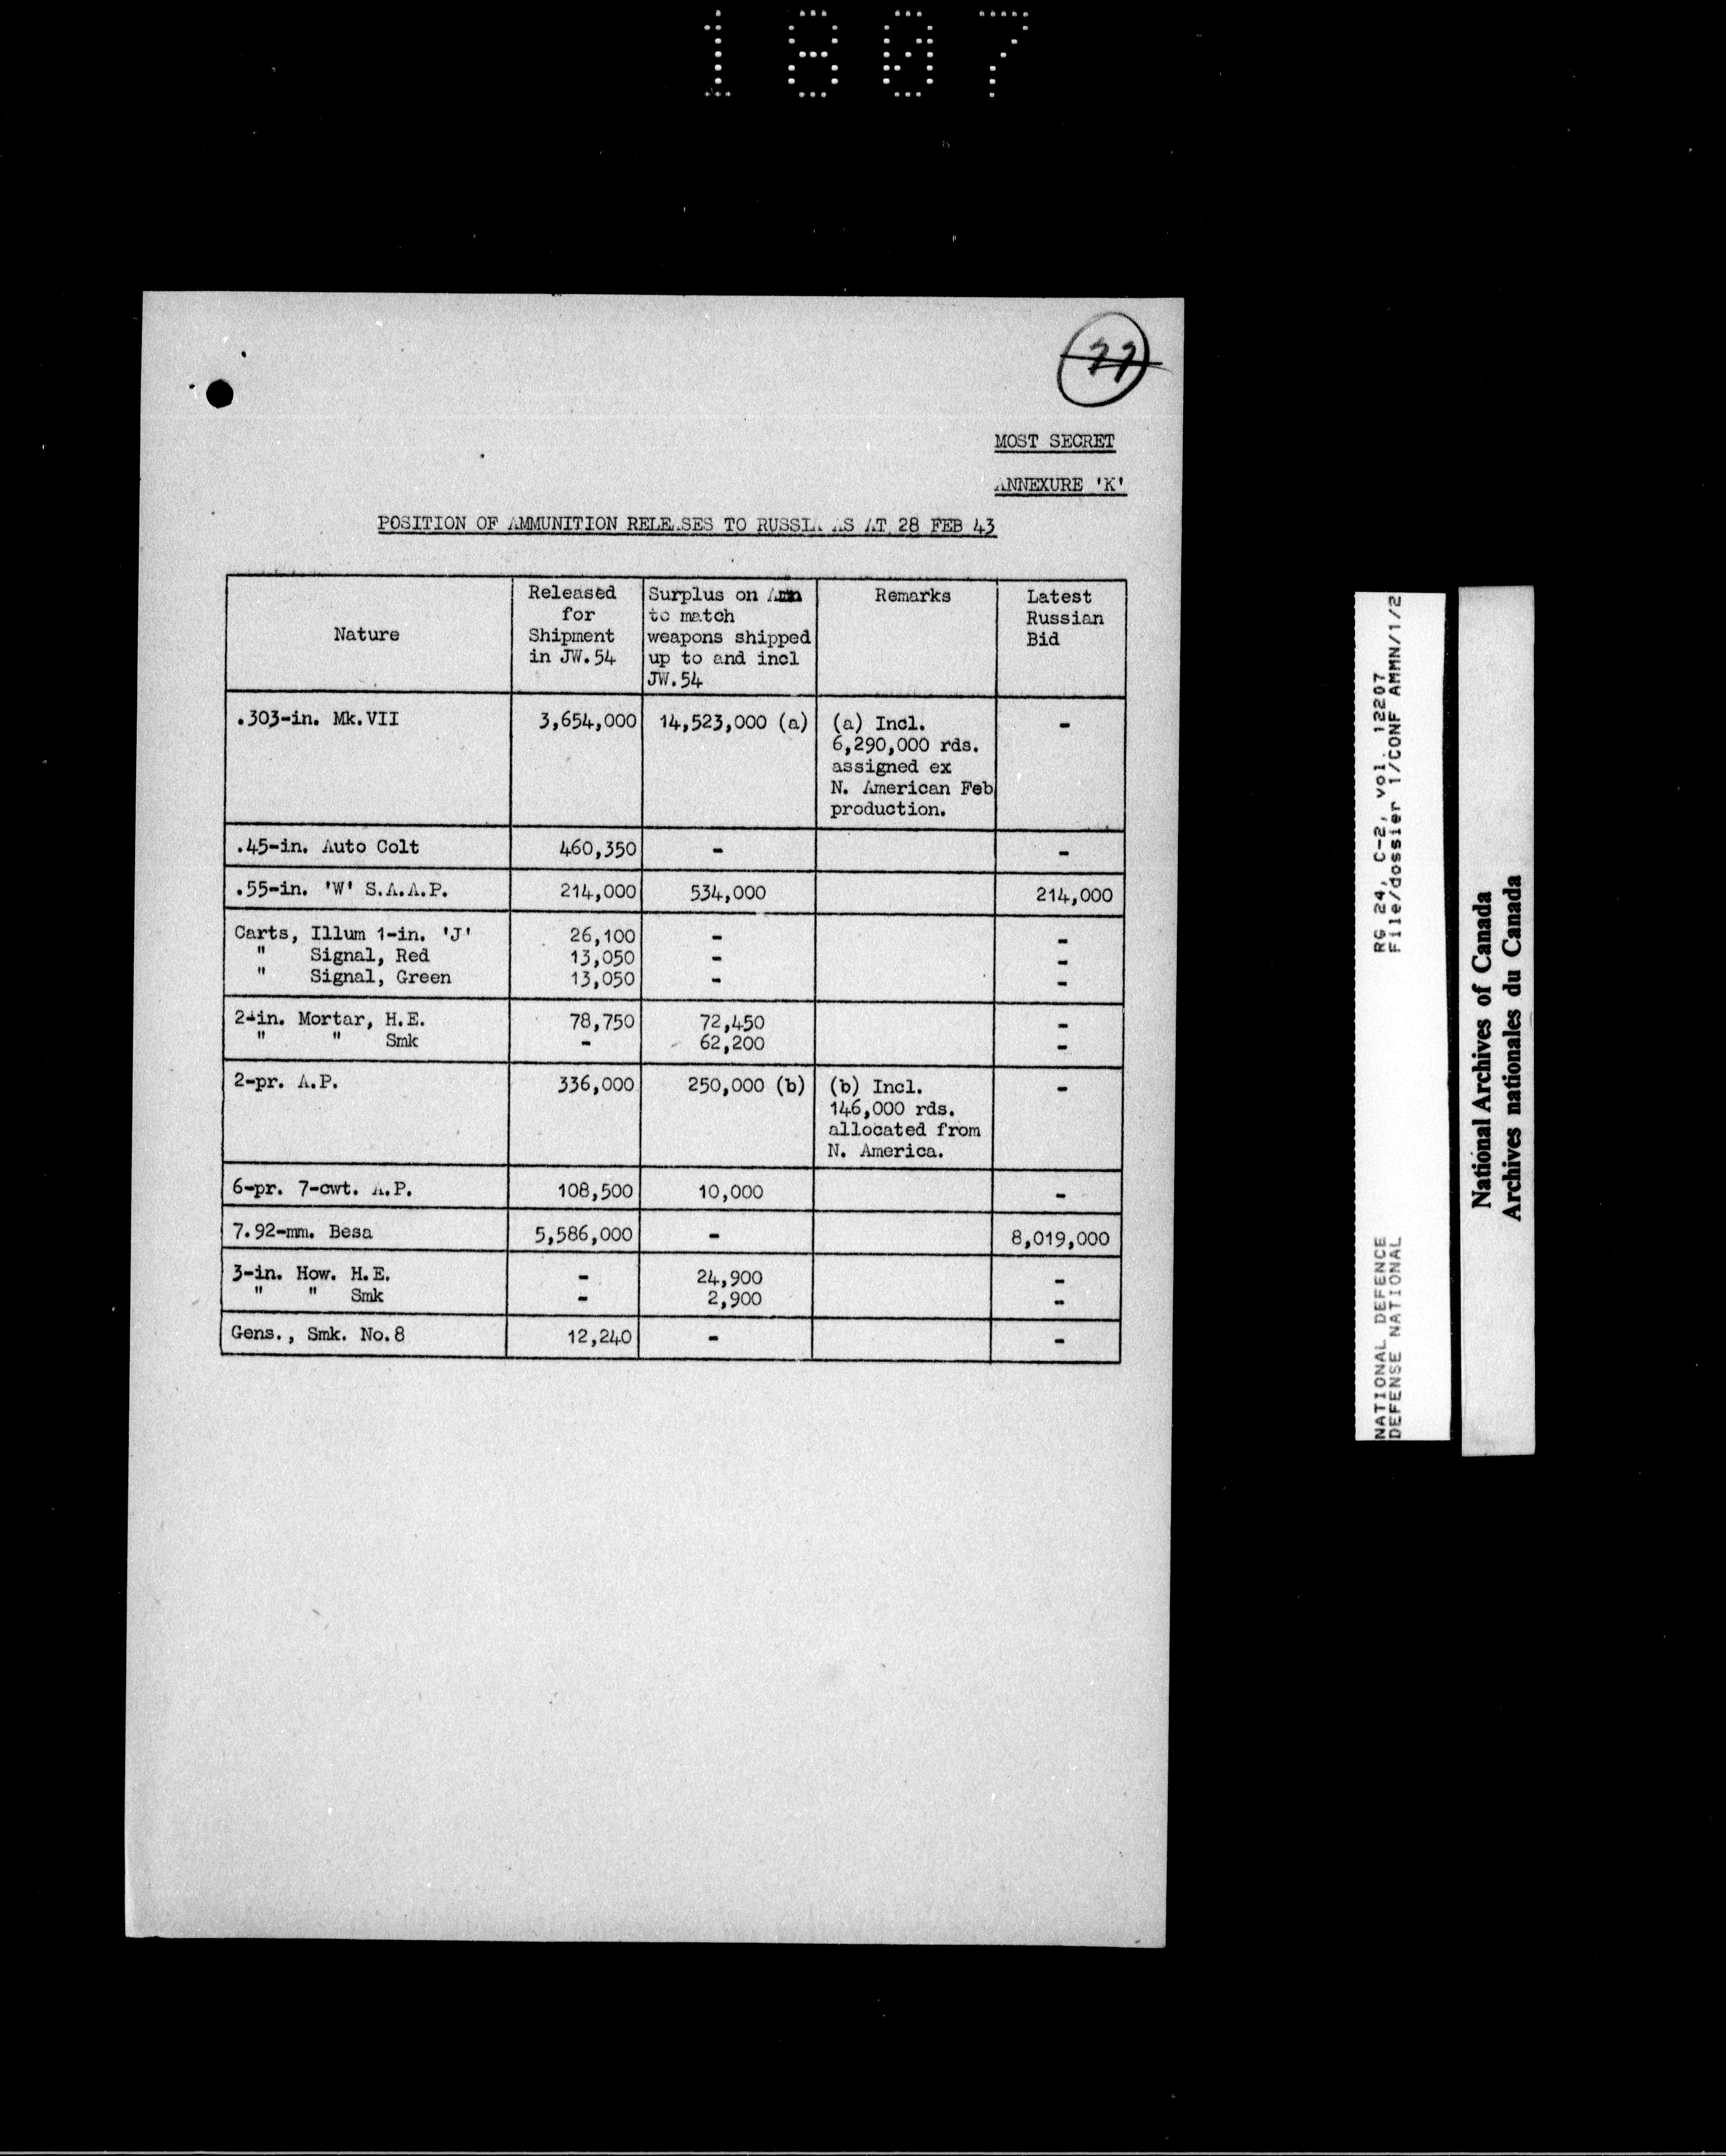 1807
77
MOST SECRET
ANNEXURE 'K'
POSITION OF AMMUNITION RELEASES TO RUSSIA AS AT 28 FEB 43
Nature
Released
for
Shipment
in JW.54
Surplus on Amn
to match
weapons shipped
up to and incl
JW.54
Remarks
Latest
Russian
Bid
.303-in. Mk.VII 3,654,000 14,523,000 (a) (a) Incl. -
6,290,000 rds.
assigned ex
N. American Feb
production.
.45-in. Auto Colt 460,350 - -
.55-in. 'W' S.A.A.P. 214,000 534,000 214,000
Carts, Illum 1-in. 'J' 26,100 - -
" Signal, Red 13,050 - -
" Signal, Green 13,050 - -
2-in. Mortar, H.E. 78,750 72,450 -
" " Smk - 62,200 -
2-pr. A.P. 336,000 250,000 (b) (b) Incl. -
146,000 rds.
allocated from
N. America.
6-pr. 7-cwt. A.P. 108,500 10,000 -
7.92-mm. Besa 5,586,000 - 8,019,000
3-in. How. H.E. - 24,900 -
" " Smk - 2,900 -
Gens., Smk. No.8 12,240 - -
NATIONAL DEFENCE RG 24, C-2, vol. 12207
DEFENSE NATIONAL File/dossier 1/CONF AMMN/1/2
National Archives of Canada
Archives nationales du Canada